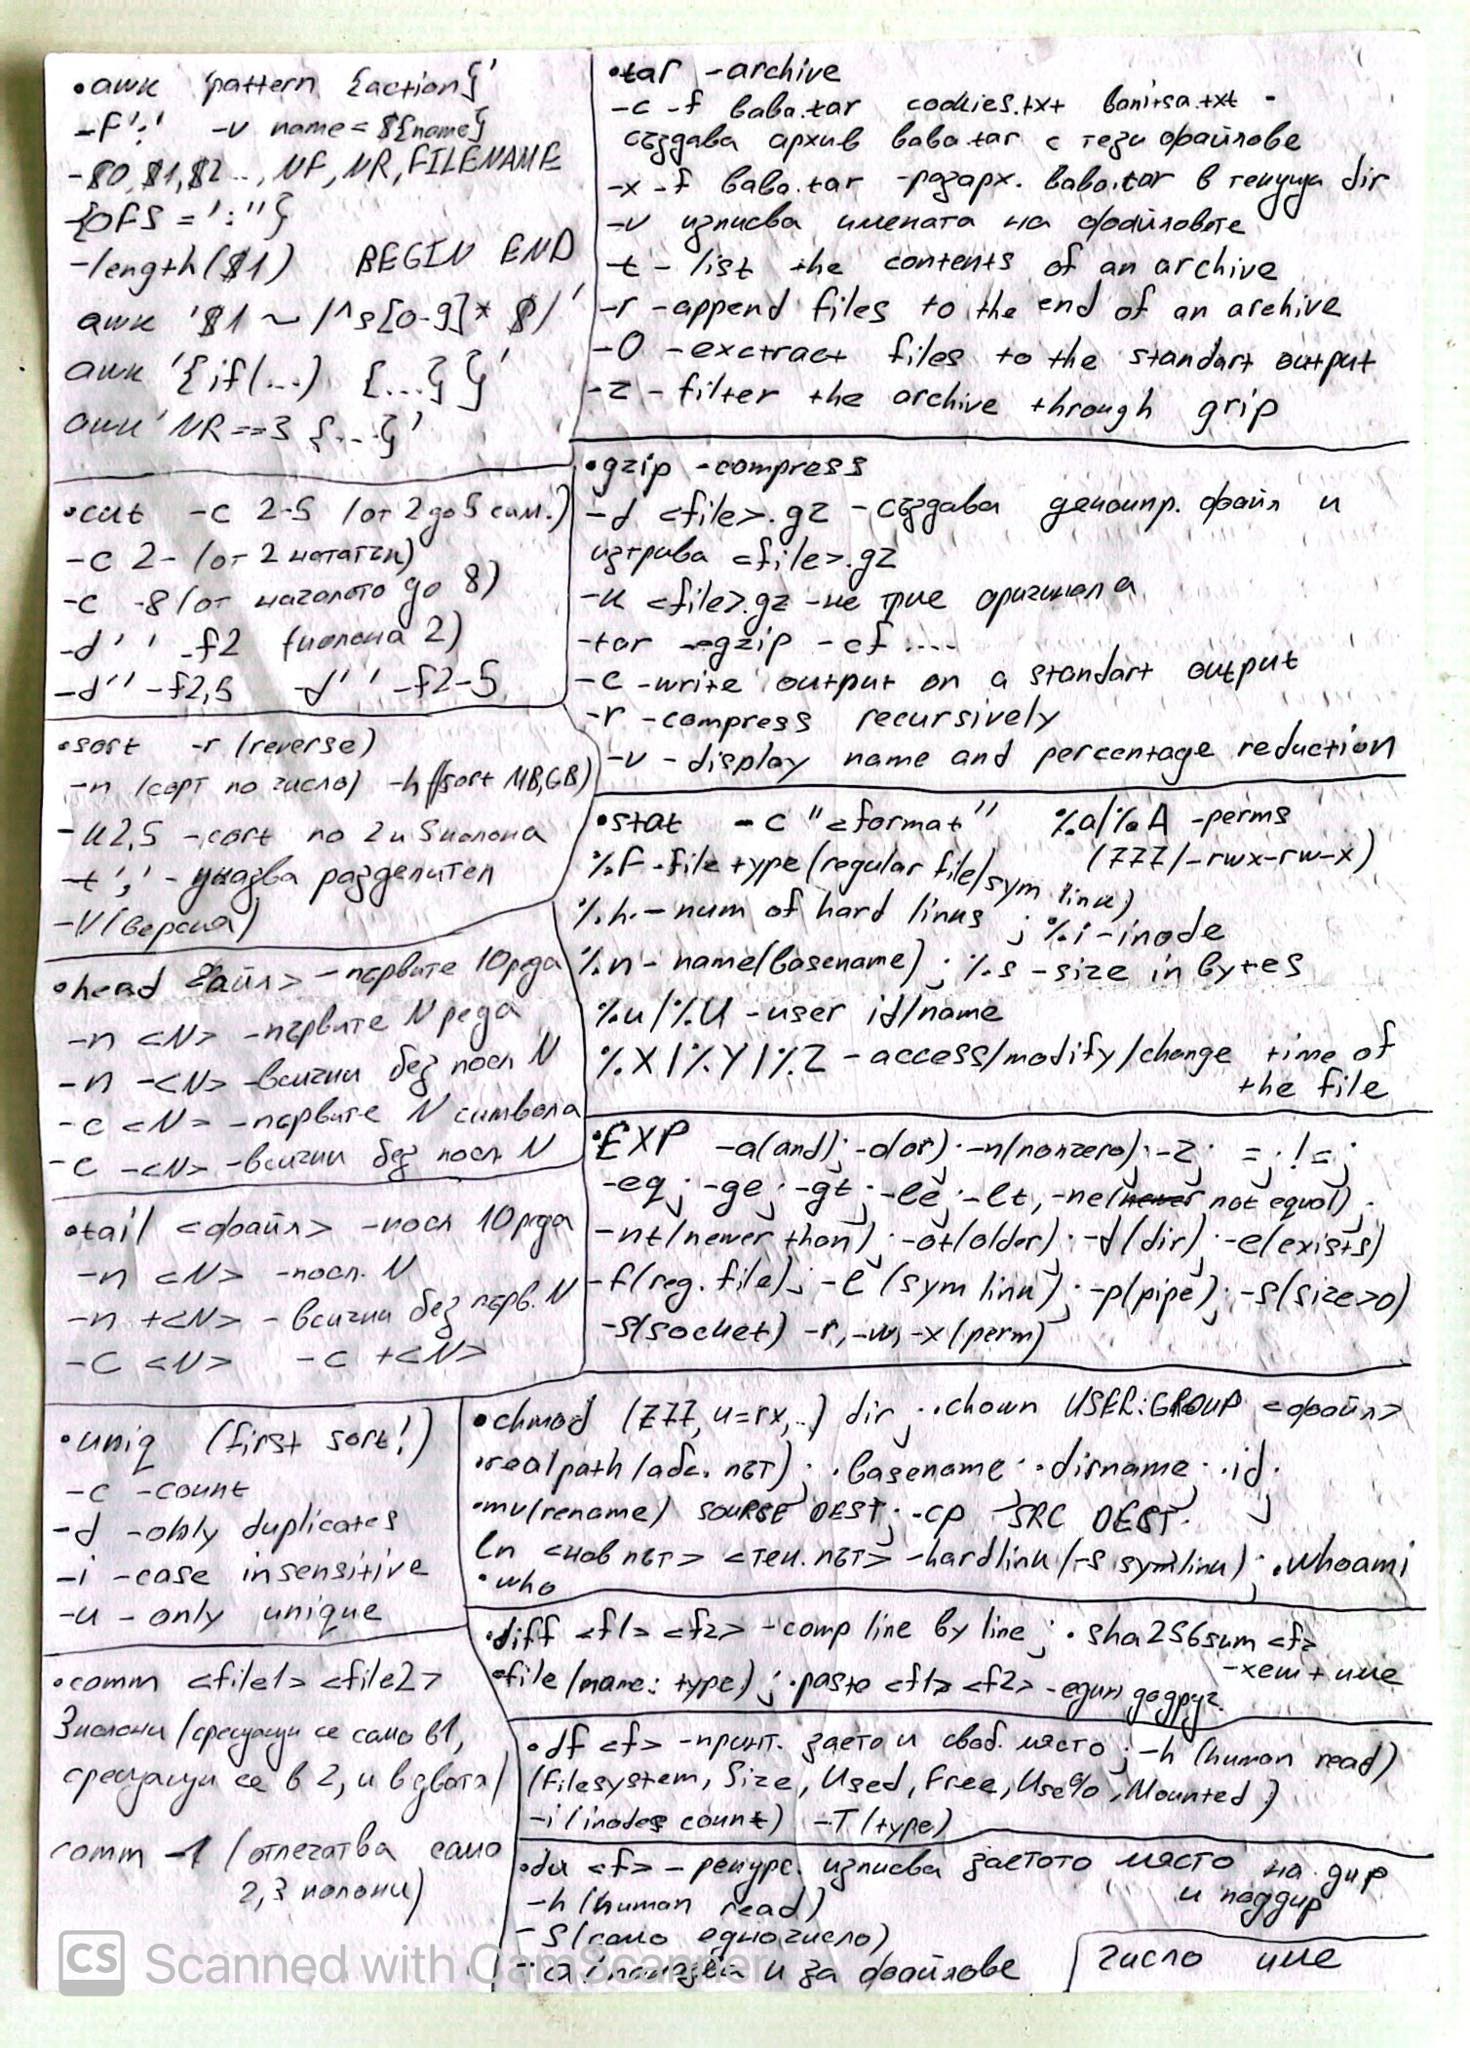 •awk 'pattern {action}'
-F':' -v name=${name}
-$0,$1,$2..., NF, NR, FILENAME
{OFS = ':'"}
-length($1) BEGIN END
awk '$1 ~ /^s[0-9]* $/'
awk '{if(...) {...}}'
awk 'NR==3 {...}'
•cut -c 2-5 (от 2 до 5 сим.)
-c 2- (от 2 нататък)
-c -8 (от началото до 8)
-d' ' -f2 (колона 2)
-d' ' -f2,5 -d' ' -f2-5
•sort -r (reverse)
-n (сорт по число) -h (sort MB,GB)
-k2,5 -сорт по 2 и 5 колона
-t',' - указва разделител
-V(версия)
•head <файл> -първите 10 реда
-n <N> -първите N реда
-n -<N> -всички без посл N
-c <N> -първите N символа
-c -<N> -всички без посл N
•tail <файл> -посл 10 реда
-n <N> -посл. N
-n +<N> - всички без първ. N
-c <N> -c +<N>
•uniq (first sort!)
-c -count
-d -only duplicates
-i -case insensitive
-u - only unique
•comm <file1> <file2>
3 колони (срещащи се само в 1,
срещащи се в 2, и в двата)
comm -1 (отпечатва само
2,3 колони)
•tar -archive
-c -f baba.tar cookies.txt banitsa.txt -
създава архив baba.tar с тези файлове
-x -f baba.tar -разарх. baba.tar в текуща dir
-v изписва имената на файловете
-t - list the contents of an archive
-r -append files to the end of an archive
-O -exctract files to the standart output
-z - filter the archive through grip
•gzip -compress
-d <file>.gz -създава декомпр. файл и
изтрива <file>.gz
-k <file>.gz -не трие оригинала
-tar -gzip -cf ....
-c -write output on a standart output
-r -compress recursively
-v - display name and percentage reduction
•stat -c "<format" %a/%A -perms
(777/-rwx-rw-x)
%F -file type (regular file/sym link)
%h - num of hard links ; %i -inode
%n - name(basename) ; %s -size in bytes
%u/%U -user id/name
%X/%Y/%Z - access/modify/change time of
the file
•EXP -a(and); -o(or); -n(nonzero); -z; =; !=;
-eq; -ge; -gt; -le; -lt, -ne(never not equal);
-nt(newer than); -ot(older); -d(dir); -e(exists)
-f(reg. file); -l (sym link); -p(pipe); -s(size>0)
-S(socket) -r, -w, -x (perm)
•chmod (777, u=rx,..) dir; •chown USER:GROUP <файл>
•realpath (абс. път); •basename; •dirname; •id;
•mv(rename) SOURSE DEST; •cp SRC DEST;
ln <нов път> <тек. път> -hardlink (-s symlink); •whoami
•who
•diff <f1> <f2> -comp line by line; •sha256sum <f>
-хеш + име
•file (name: type); •paste <f1> <f2> -един до друг
•df <f> -принт. заето и своб. място; -h (human read)
(Filesystem, Size, Used, Free, Use%, Mounted)
-i (inodes count) -T (type)
•du <f> - рекурс. изписва заетото място на дир
и поддир
-h (human read)
-s (само едно число)
-a (показва и за файлове
число име
CS Scanned with CamScanner